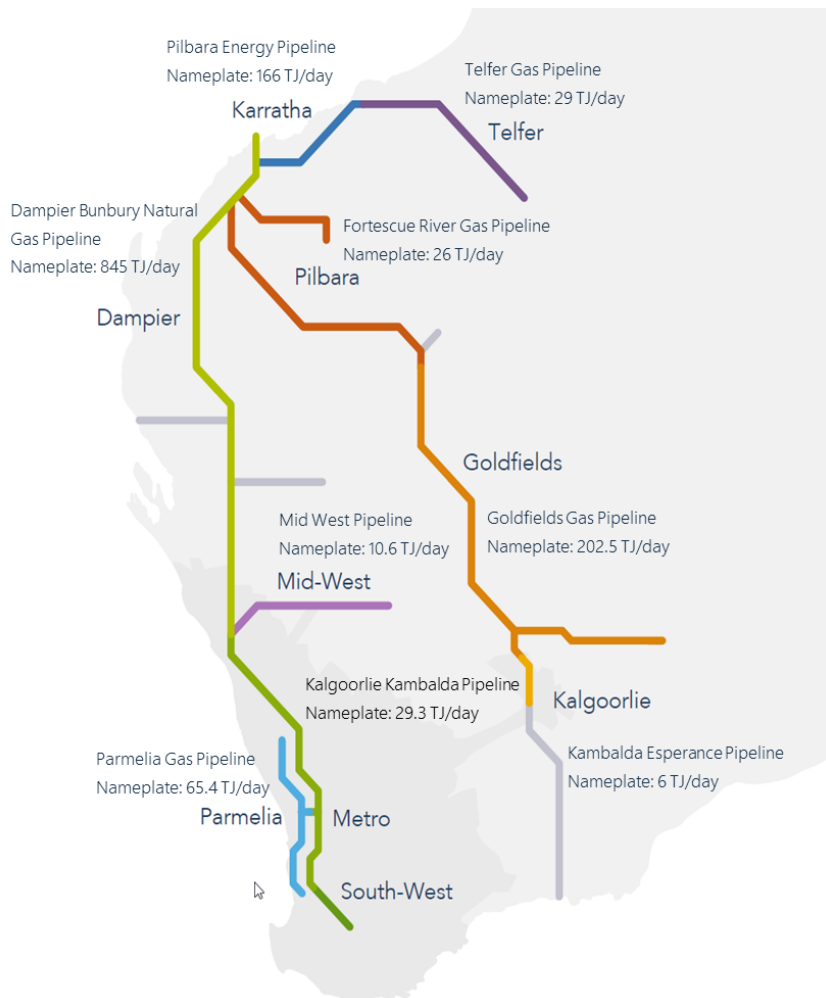 Pilbara Energy Pipeline
Nameplate: 166 TJ/day
Karratha
Telfer Gas Pipeline
Nameplate: 29 TJ/day
Telfer
Dampier Bunbury Natural
Gas Pipeline
Nameplate: 845 TJ/day
Fortescue River Gas Pipeline
Nameplate: 26 TJ/day
Pilbara
Dampier
Goldfields
Goldfields Gas Pipeline
Nameplate: 202.5 TJ/day
Mid West Pipeline
Nameplate: 10.6 TJ/day
Mid-West
Kalgoorlie Kambalda Pipeline
Nameplate: 29.3 TJ/day
Kalgoorlie
Kambalda Esperance Pipeline
Nameplate: 6 TJ/day
Parmelia Gas Pipeline
Nameplate: 65.4 TJ/day
Parmelia
Metro
South-West